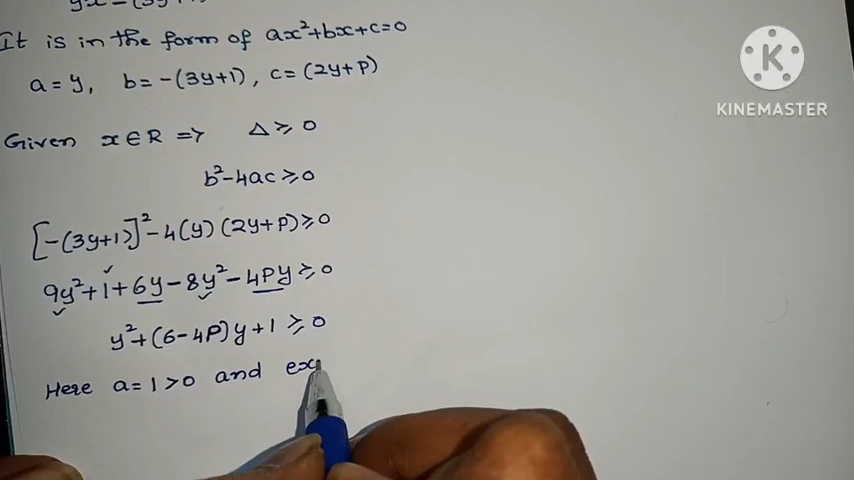 It is in the form of ax²+bx+c=0
a=y, b=-(3y+1), c=(2y+P)
Given x∈R => Δ≥0
b²-4ac≥0
[-(3y+1)]²-4(y)(2y+P)≥0
9y²+1+6y-8y²-4Py≥0
y²+(6-4P)y+1≥0
Here a=1>0 and exp
KINEMASTER